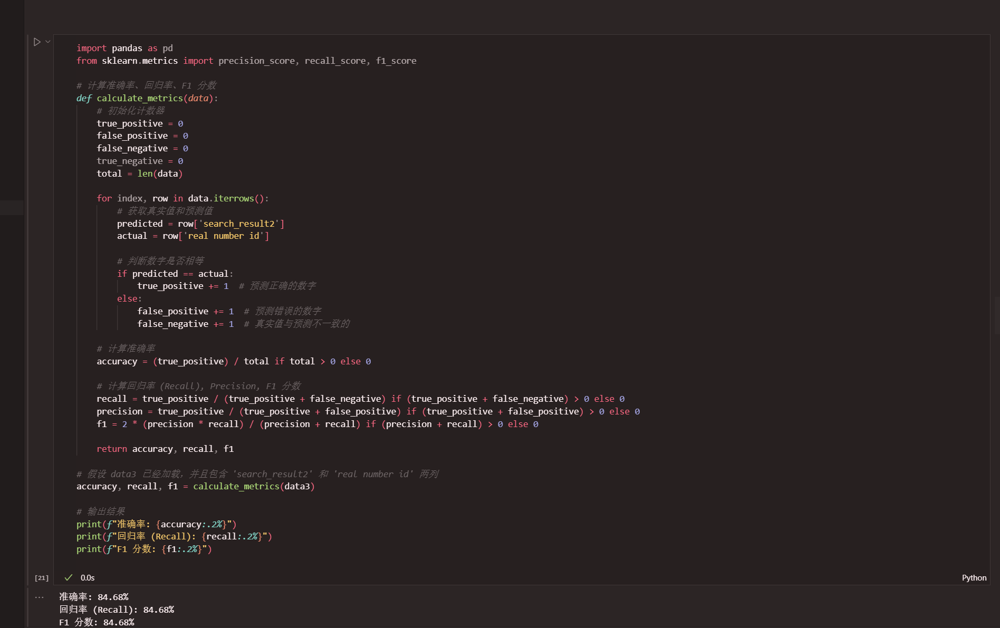 import pandas as pd
from sklearn.metrics import precision_score, recall_score, f1_score
# 计算准确率、回归率、F1 分数
def calculate_metrics(data):
# 初始化计数器
true_positive = 0
false_positive = 0
false_negative = 0
true_negative = 0
total = len(data)
for index, row in data.iterrows():
# 获取真实值和预测值
predicted = row['search_result2']
actual = row['real number id']
# 判断数字是否相等
if predicted == actual:
true_positive += 1  # 预测正确的数字
else:
false_positive += 1  # 预测错误的数字
false_negative += 1  # 真实值与预测不一致的
# 计算准确率
accuracy = (true_positive) / total if total > 0 else 0
# 计算回归率 (Recall), Precision, F1 分数
recall = true_positive / (true_positive + false_negative) if (true_positive + false_negative) > 0 else 0
precision = true_positive / (true_positive + false_positive) if (true_positive + false_positive) > 0 else 0
f1 = 2 * (precision * recall) / (precision + recall) if (precision + recall) > 0 else 0
return accuracy, recall, f1
# 假设 data3 已经加载，并且包含 'search_result2' 和 'real number id' 两列
accuracy, recall, f1 = calculate_metrics(data3)
# 输出结果
print(f"准确率: {accuracy:.2%}")
print(f"回归率 (Recall): {recall:.2%}")
print(f"F1 分数: {f1:.2%}")
[21] 0.0s Python
准确率: 84.68%
回归率 (Recall): 84.68%
F1 分数: 84.68%